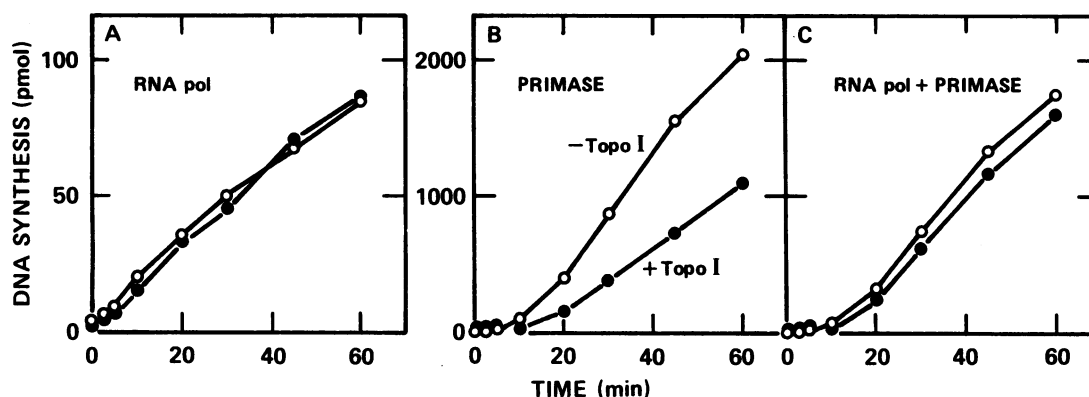 A
B
C
RNA pol
PRIMASE
RNA pol + PRIMASE
− Topo I
+ Topo I
DNA SYNTHESIS (pmol)
100
50
0
2000
1000
0
0 20 40 60
0 20 40 60
0 20 40 60
TIME (min)